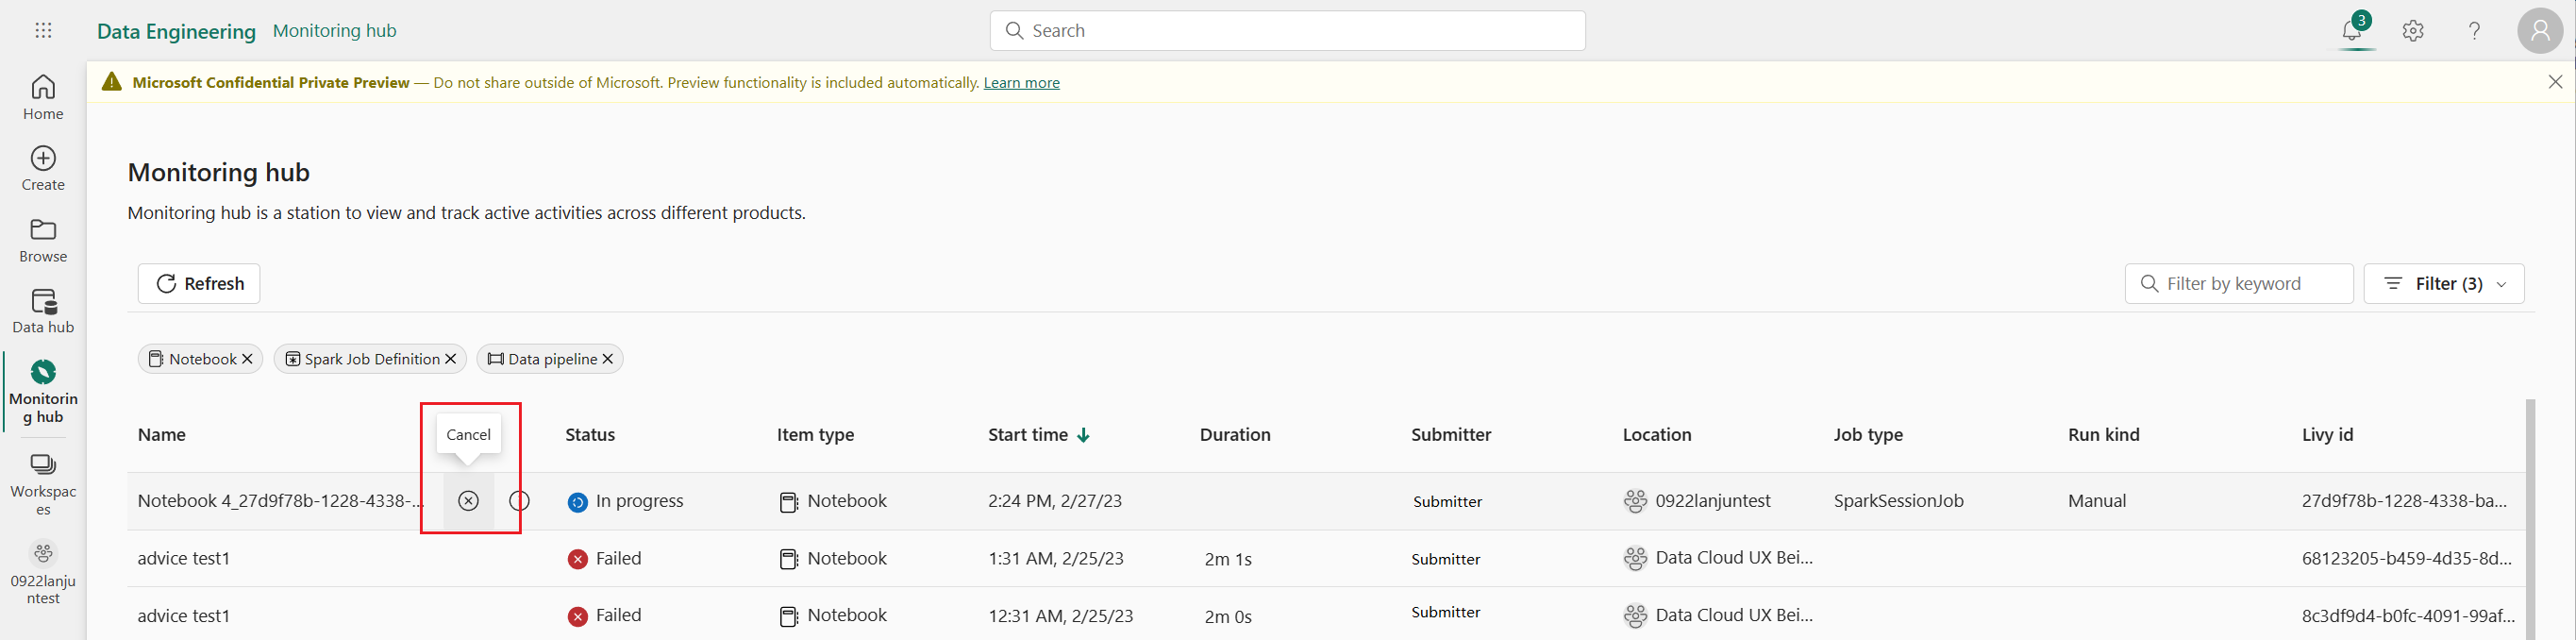 Data Engineering Monitoring hub
Search
3
?
Microsoft Confidential Private Preview — Do not share outside of Microsoft. Preview functionality is included automatically. Learn more
Home
Create
Browse
Data hub
Monitorin
g hub
Workspac
es
0922lanju
ntest
Monitoring hub
Monitoring hub is a station to view and track active activities across different products.
Refresh
Filter by keyword
Filter (3)
Notebook
Spark Job Definition
Data pipeline
Cancel
Name Status Item type Start time Duration Submitter Location Job type Run kind Livy id
Notebook 4_27d9f78b-1228-4338-... In progress Notebook 2:24 PM, 2/27/23 Submitter 0922lanjuntest SparkSessionJob Manual 27d9f78b-1228-4338-ba...
advice test1 Failed Notebook 1:31 AM, 2/25/23 2m 1s Submitter Data Cloud UX Bei... 68123205-b459-4d35-8d...
advice test1 Failed Notebook 12:31 AM, 2/25/23 2m 0s Submitter Data Cloud UX Bei... 8c3df9d4-b0fc-4091-99af...